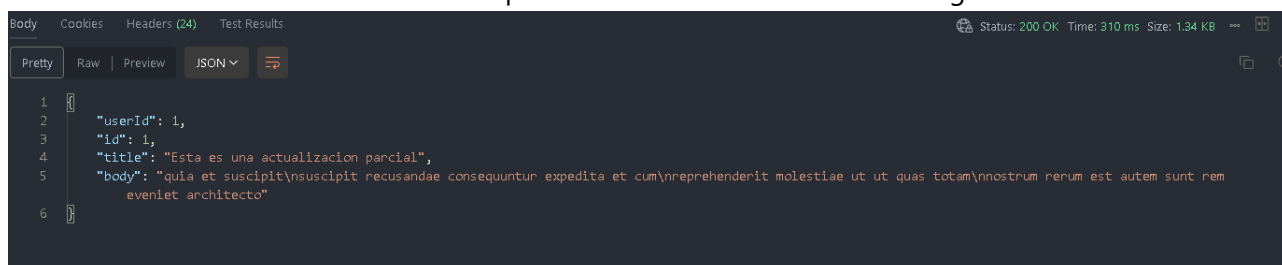 Body Cookies Headers (24) Test Results Status: 200 OK Time: 310 ms Size: 1.34 KB
Pretty Raw Preview JSON
1 {
2 "userId": 1,
3 "id": 1,
4 "title": "Esta es una actualizacion parcial",
5 "body": "quia et suscipit\nsuscipit recusandae consequuntur expedita et cum\nreprehenderit molestiae ut ut quas totam\nnostrum rerum est autem sunt rem
eveniet architecto"
6 }